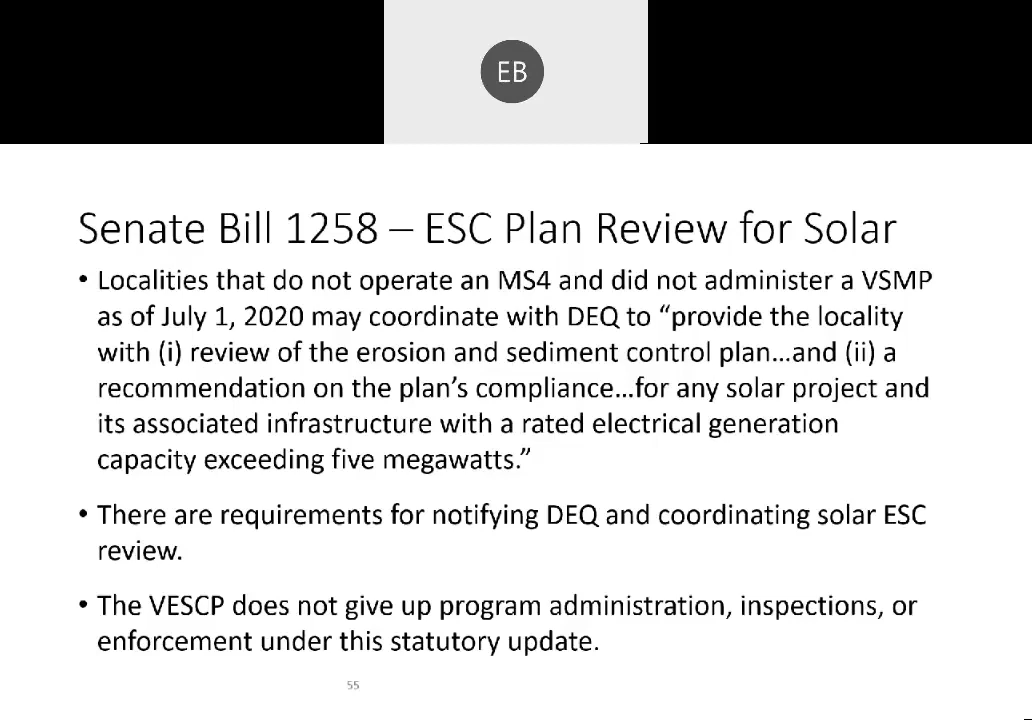 EB
Senate Bill 1258 – ESC Plan Review for Solar
• Localities that do not operate an MS4 and did not administer a VSMP
as of July 1, 2020 may coordinate with DEQ to “provide the locality
with (i) review of the erosion and sediment control plan…and (ii) a
recommendation on the plan’s compliance…for any solar project and
its associated infrastructure with a rated electrical generation
capacity exceeding five megawatts.”
• There are requirements for notifying DEQ and coordinating solar ESC
review.
• The VESCP does not give up program administration, inspections, or
enforcement under this statutory update.
55